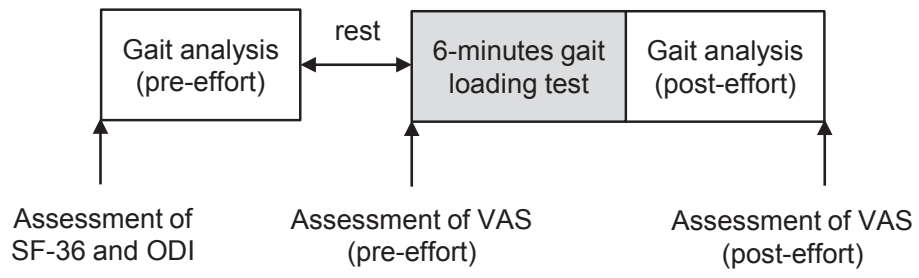 Gait analysis
(pre-effort)
rest
6-minutes gait
loading test
Gait analysis
(post-effort)
Assessment of
SF-36 and ODI
Assessment of VAS
(pre-effort)
Assessment of VAS
(post-effort)